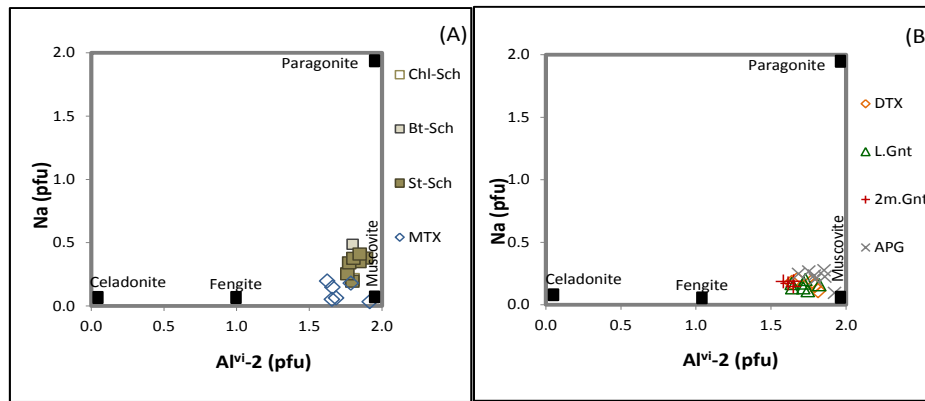 (A)
2.0
1.5
1.0
0.5
0.0
Na (pfu)
Paragonite
Celadonite
Fengite
Muscovite
0.0 0.5 1.0 1.5 2.0
Alᵛⁱ-2 (pfu)
Chl-Sch
Bt-Sch
St-Sch
MTX
(B
2.0
1.5
1.0
0.5
0.0
Na (pfu)
Paragonite
Celadonite
Fengite
Muscovite
0.0 0.5 1.0 1.5 2.0
Alᵛⁱ-2 (pfu)
DTX
L.Gnt
2m.Gnt
APG